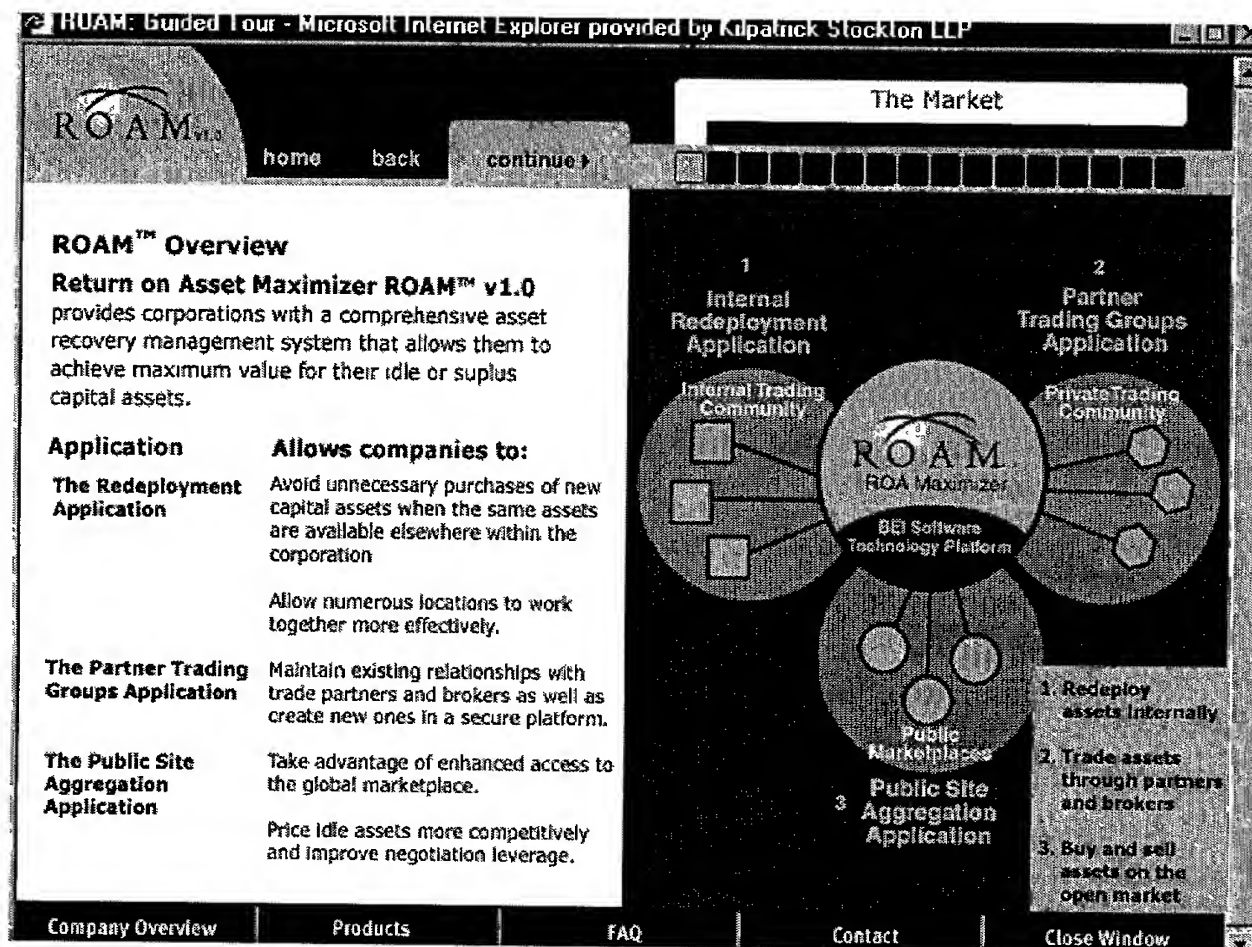 ROAM: Guided Tour - Microsoft Internet Explorer provided by Kilpatrick Stockton LLP
ROAM v1.0
home back continue
The Market
ROAM™ Overview
Return on Asset Maximizer ROAM™ v1.0
provides corporations with a comprehensive asset
recovery management system that allows them to
achieve maximum value for their idle or suplus
capital assets.
Application
Allows companies to:
The Redeployment
Application
Avoid unnecessary purchases of new
capital assets when the same assets
are available elsewhere within the
corporation
Allow numerous locations to work
together more effectively.
The Partner Trading
Groups Application
Maintain existing relationships with
trade partners and brokers as well as
create new ones in a secure platform.
The Public Site
Aggregation
Application
Take advantage of enhanced access to
the global marketplace.
Price idle assets more competitively
and improve negotiation leverage.
1
Internal
Redeployment
Application
2
Partner
Trading Groups
Application
Internal Trading
Community
Private Trading
Community
ROAM
ROA Maximizer
BEI Software
Technology Platform
Public
Marketplaces
3 Public Site
Aggregation
Application
1. Redeploy
assets internally
2. Trade assets
through partners
and brokers
3. Buy and sell
assets on the
open market
Company Overview
Products
FAQ
Contact
Close Window